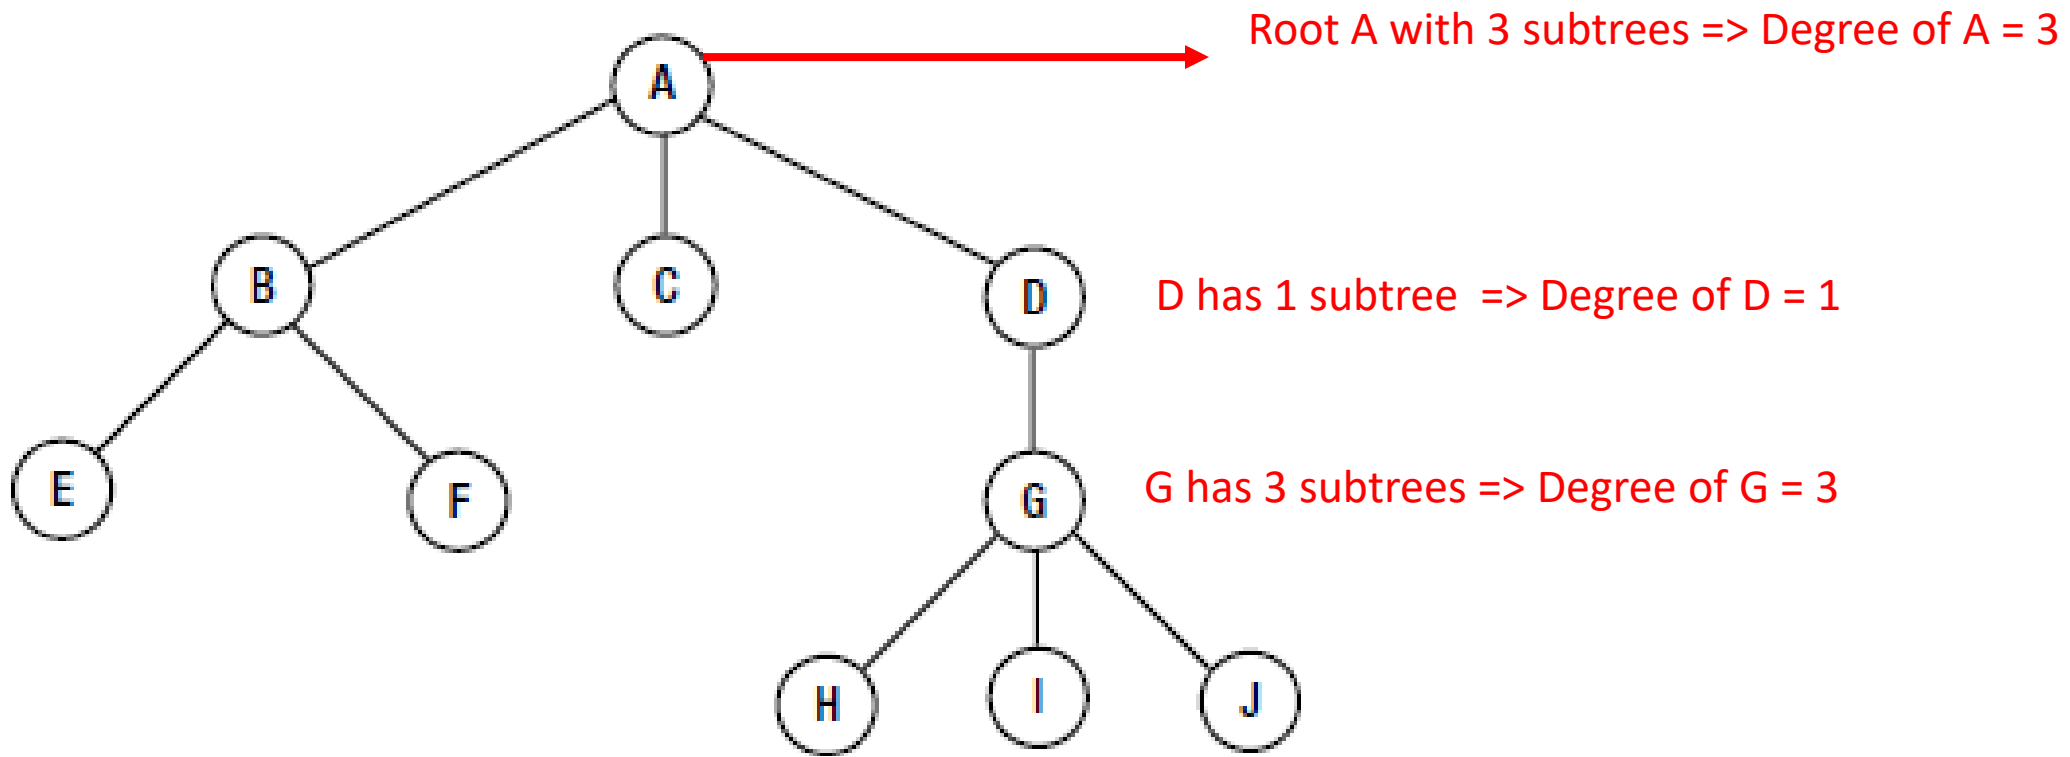 Root A with 3 subtrees => Degree of A = 3
A
B
C
D
D has 1 subtree => Degree of D = 1
E
F
G
G has 3 subtrees => Degree of G = 3
H
I
J